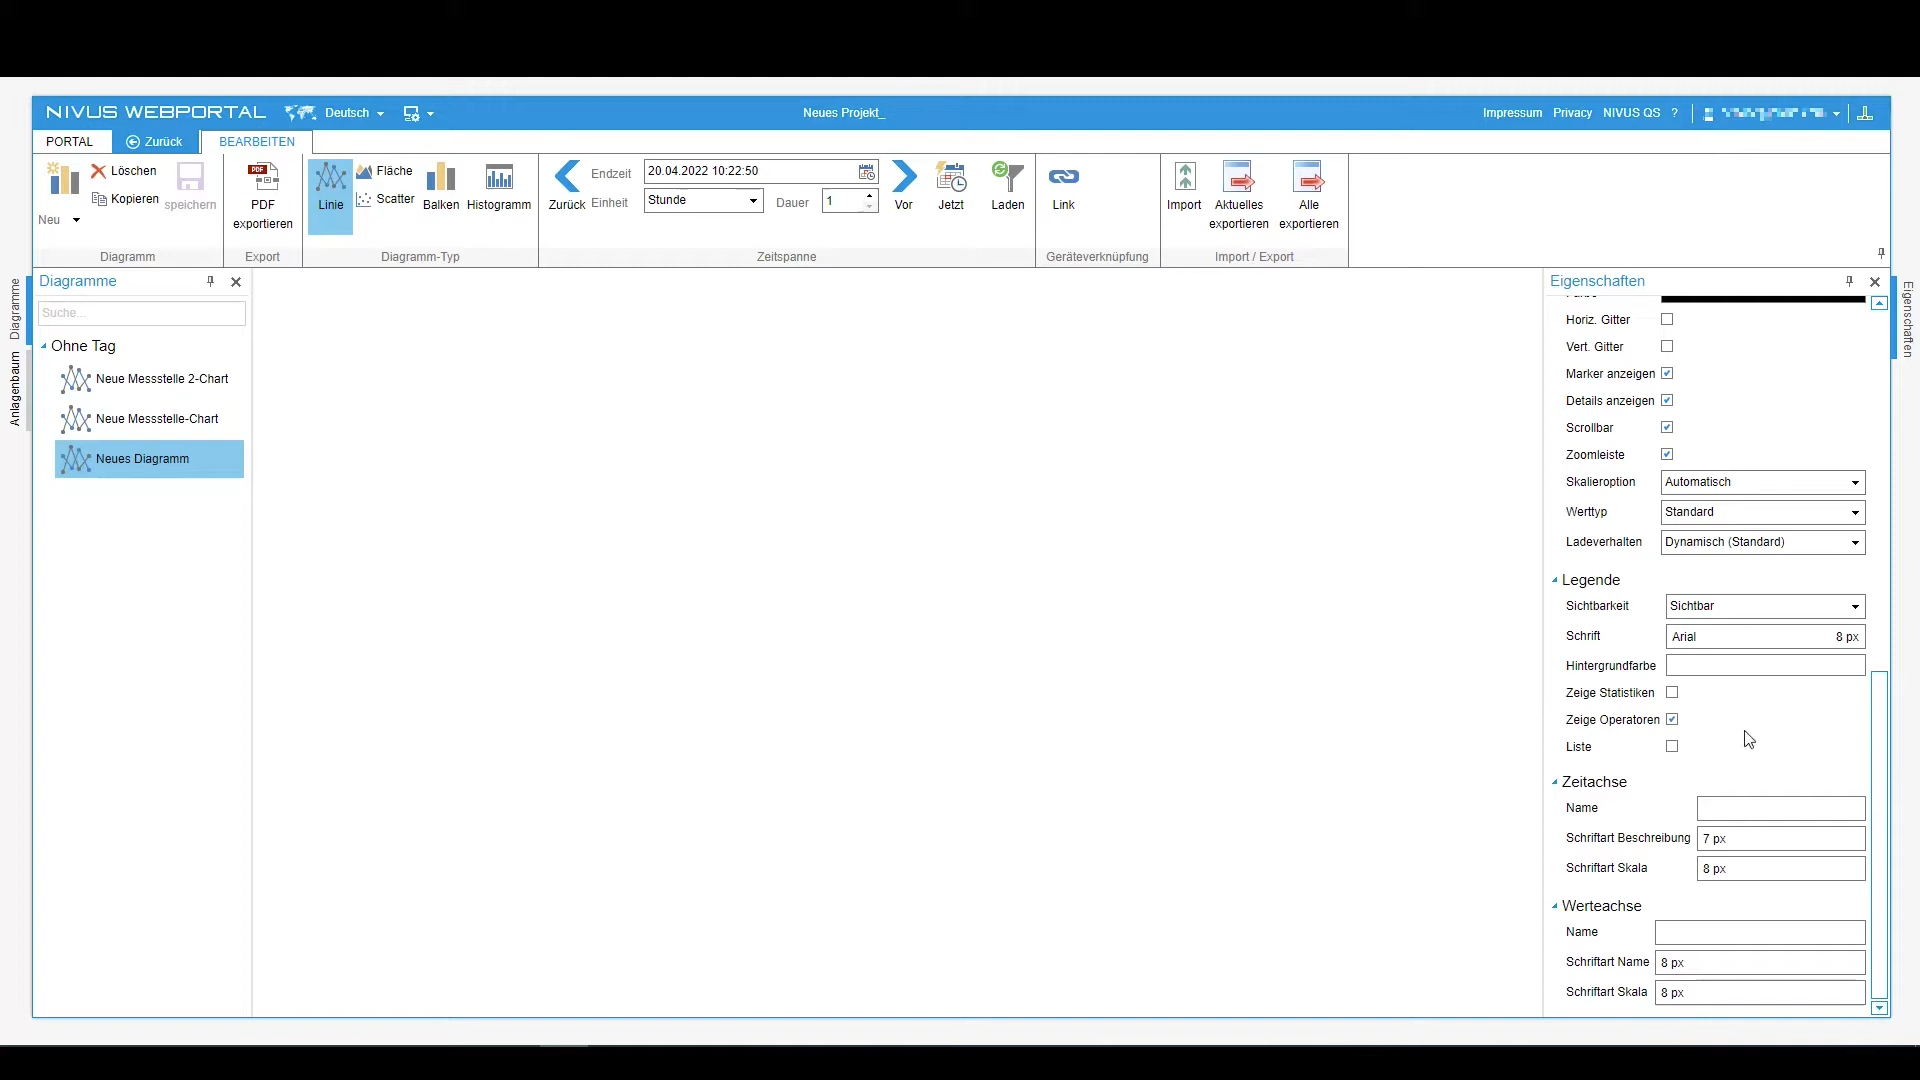 NIVUS WEBPORTAL Deutsch Neues Projekt_ Impressum Privacy NIVUS QS ?
PORTAL Zurück BEARBEITEN
Neu
Löschen
Kopieren
speichern
Diagramm
PDF
PDF
exportieren
Export
Linie
Fläche
Scatter
Balken
Histogramm
Diagramm-Typ
Zurück
Endzeit 20.04.2022 10:22:50
Einheit Stunde Dauer 1
Vor
Jetzt
Laden
Zeitspanne
Link
Geräteverknüpfung
Import
Aktuelles
exportieren
Alle
exportieren
Import / Export
Diagramme
Anlagenbaum
Diagramme
Suche...
Ohne Tag
Neue Messstelle 2-Chart
Neue Messstelle-Chart
Neues Diagramm
Eigenschaften
Horiz. Gitter
Vert. Gitter
Marker anzeigen
Details anzeigen
Scrollbar
Zoomleiste
Skalieroption Automatisch
Werttyp Standard
Ladeverhalten Dynamisch (Standard)
Legende
Sichtbarkeit Sichtbar
Schrift Arial 8 px
Hintergrundfarbe
Zeige Statistiken
Zeige Operatoren
Liste
Zeitachse
Name
Schriftart Beschreibung 7 px
Schriftart Skala 8 px
Werteachse
Name
Schriftart Name 8 px
Schriftart Skala 8 px
Eigenschaften